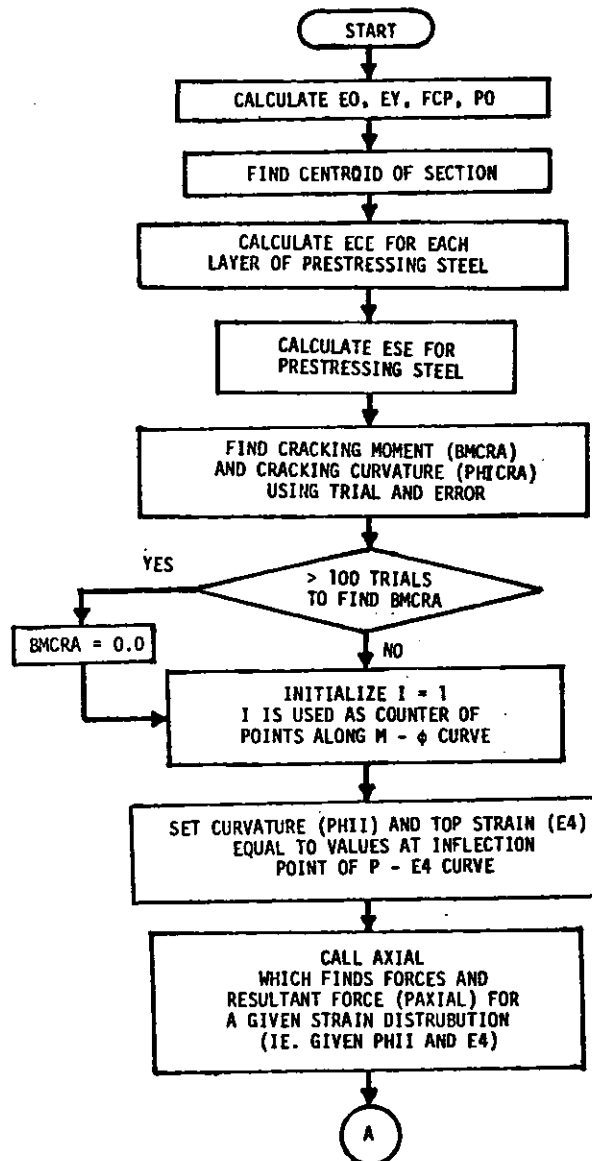 START
CALCULATE EO, EY, FCP, PO
FIND CENTROID OF SECTION
CALCULATE ECE FOR EACH
LAYER OF PRESTRESSING STEEL
CALCULATE ESE FOR
PRESTRESSING STEEL
FIND CRACKING MOMENT (BMCRA)
AND CRACKING CURVATURE (PHICRA)
USING TRIAL AND ERROR
> 100 TRIALS
TO FIND BMCRA
YES
BMCRA = 0.0
NO
INITIALIZE I = 1
I IS USED AS COUNTER OF
POINTS ALONG M - ϕ CURVE
SET CURVATURE (PHII) AND TOP STRAIN (E4)
EQUAL TO VALUES AT INFLECTION
POINT OF P - E4 CURVE
CALL AXIAL
WHICH FINDS FORCES AND
RESULTANT FORCE (PAXIAL) FOR
A GIVEN STRAIN DISTRUBUTION
(IE. GIVEN PHII AND E4)
A